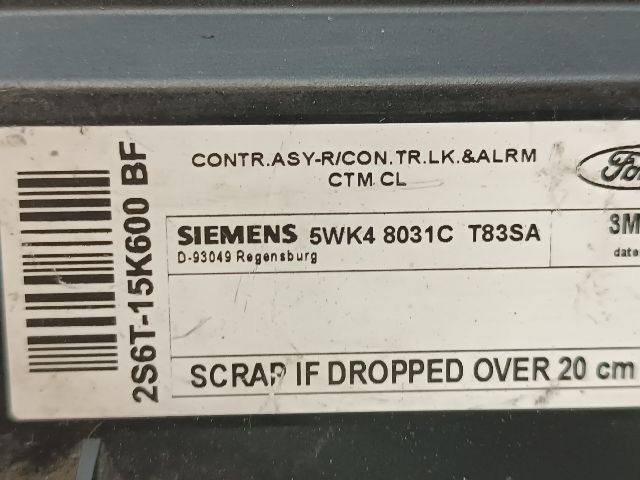 CONTR.ASY-R/CON.TR.LK.&ALRM
CTM.CL
SIEMENS 5WK4 8031C T83SA
D-93049 Regensburg
date
SCRAP IF DROPPED OVER 20 cm
2S6T-15K600 BF